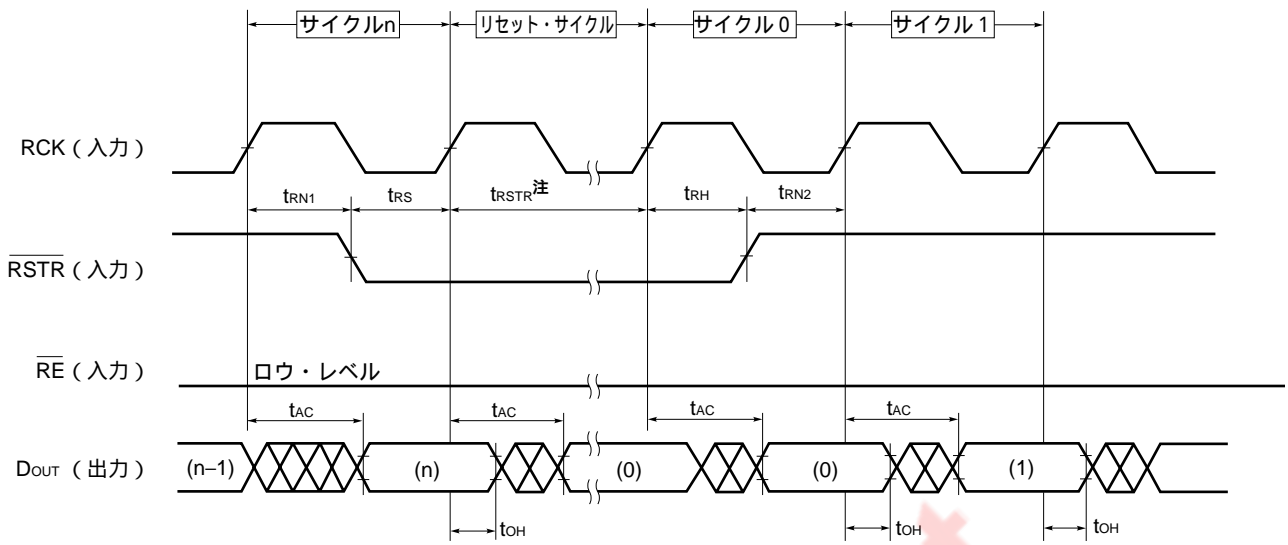 サイクルn リセット・サイクル サイクル 0 サイクル 1
RCK（入力）
tRN1 tRS tRSTR注 tRH tRN2
RSTR（入力）
RE（入力） ロウ・レベル
tAC tAC tAC tAC
DOUT（出力） (n–1) (n) (0) (0) (1)
tOH tOH tOH